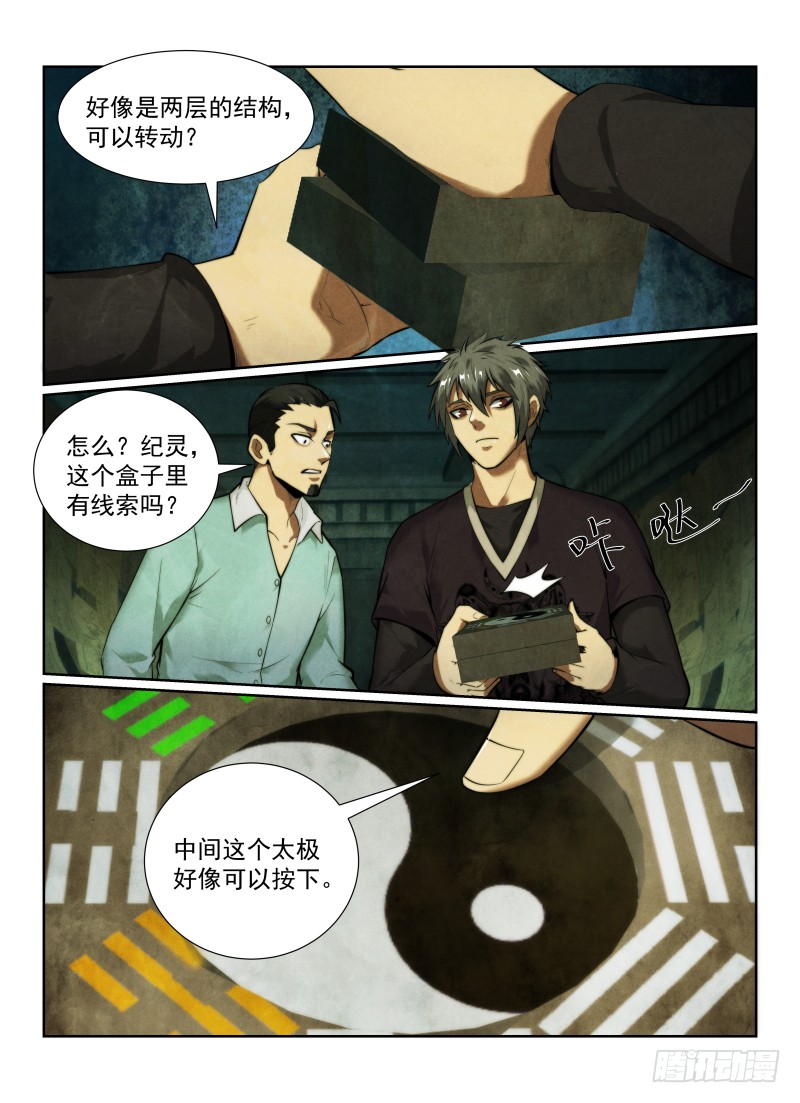 好像是两层的结构，
可以转动？
怎么？纪灵，
这个盒子里
有线索吗？
咔 哒～
中间这个太极
好像可以按下。
腾讯动漫